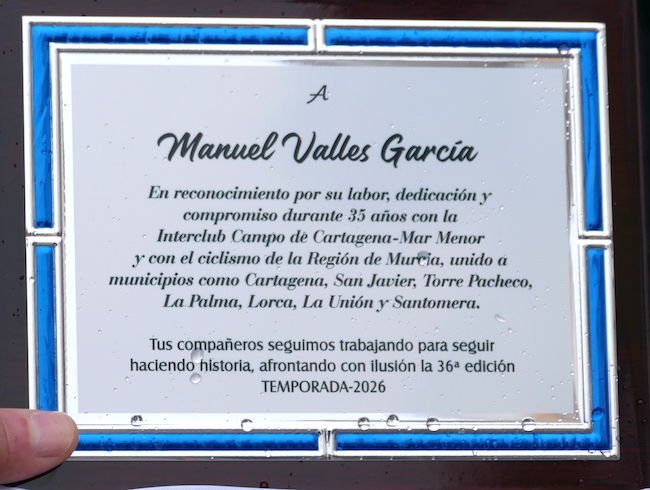 A
Manuel Valles García
En reconocimiento por su labor, dedicación y
compromiso durante 35 años con la
Interclub Campo de Cartagena-Mar Menor
y con el ciclismo de la Región de Murcia, unido a
municipios como Cartagena, San Javier, Torre Pacheco,
La Palma, Lorca, La Unión y Santomera.
Tus compañeros seguimos trabajando para seguir
haciendo historia, afrontando con ilusión la 36ª edición
TEMPORADA-2026